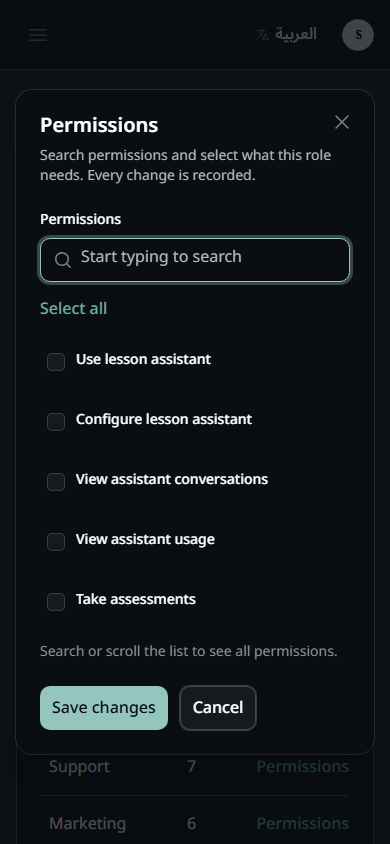 العربية
S
Permissions
Search permissions and select what this role
needs. Every change is recorded.
Permissions
Start typing to search
Select all
Use lesson assistant
Configure lesson assistant
View assistant conversations
View assistant usage
Take assessments
Search or scroll the list to see all permissions.
Save changes Cancel
Support 7 Permissions
Marketing 6 Permissions